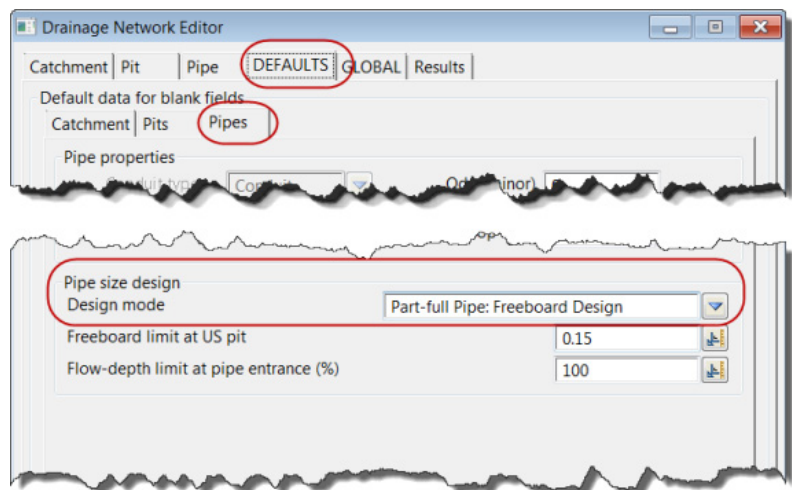 Drainage Network Editor
Catchment Pit Pipe DEFAULTS GLOBAL Results
Default data for blank fields
Catchment Pits Pipes
Pipe properties
Pipe size design
Design mode Part-full Pipe: Freeboard Design
Freeboard limit at US pit 0.15
Flow-depth limit at pipe entrance (%) 100